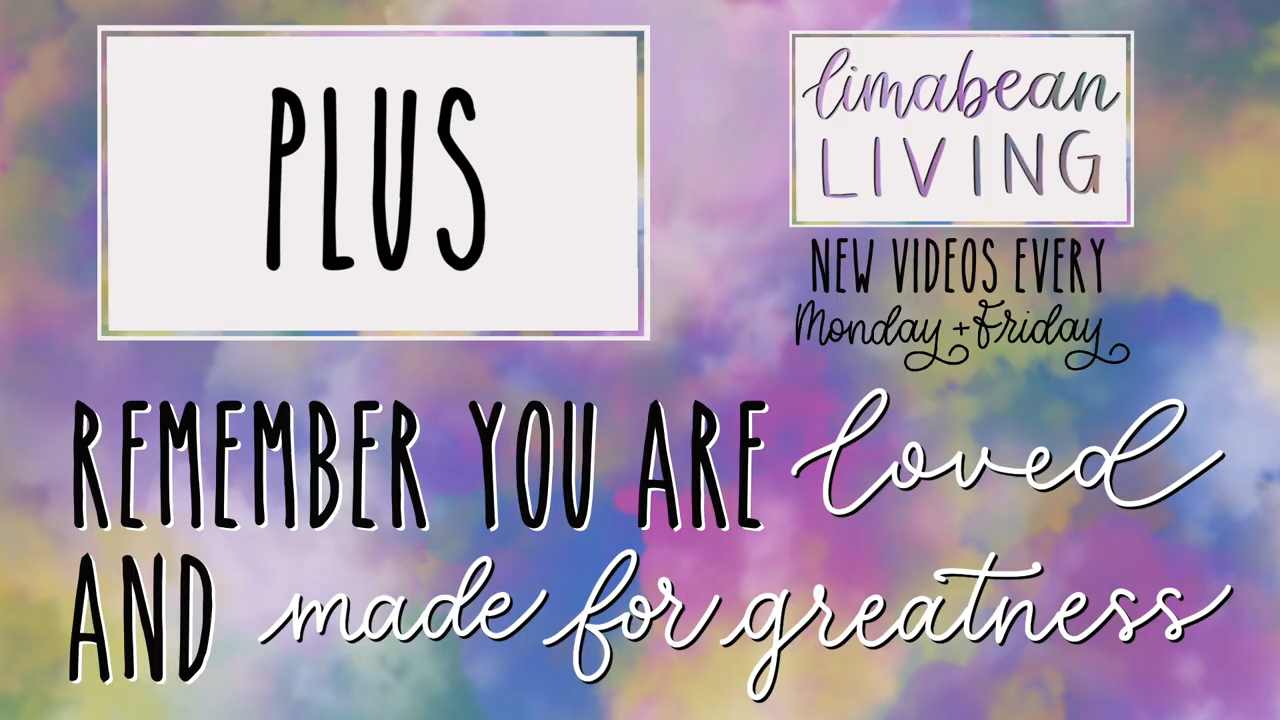 PLUS
limabean
LIVING
NEW VIDEOS EVERY
Monday + Friday
REMEMBER YOU ARE loved
AND made for greatness